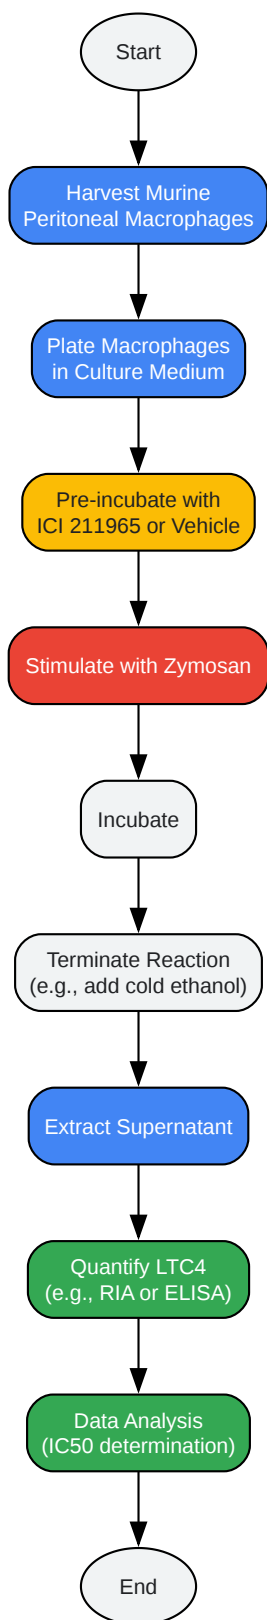 Start
Harvest Murine
Peritoneal Macrophages
Plate Macrophages
in Culture Medium
Pre-incubate with
ICI 211965 or Vehicle
Stimulate with Zymosan
Incubate
Terminate Reaction
(e.g., add cold ethanol)
Extract Supernatant
Quantify LTC4
(e.g., RIA or ELISA)
Data Analysis
(IC50 determination)
End